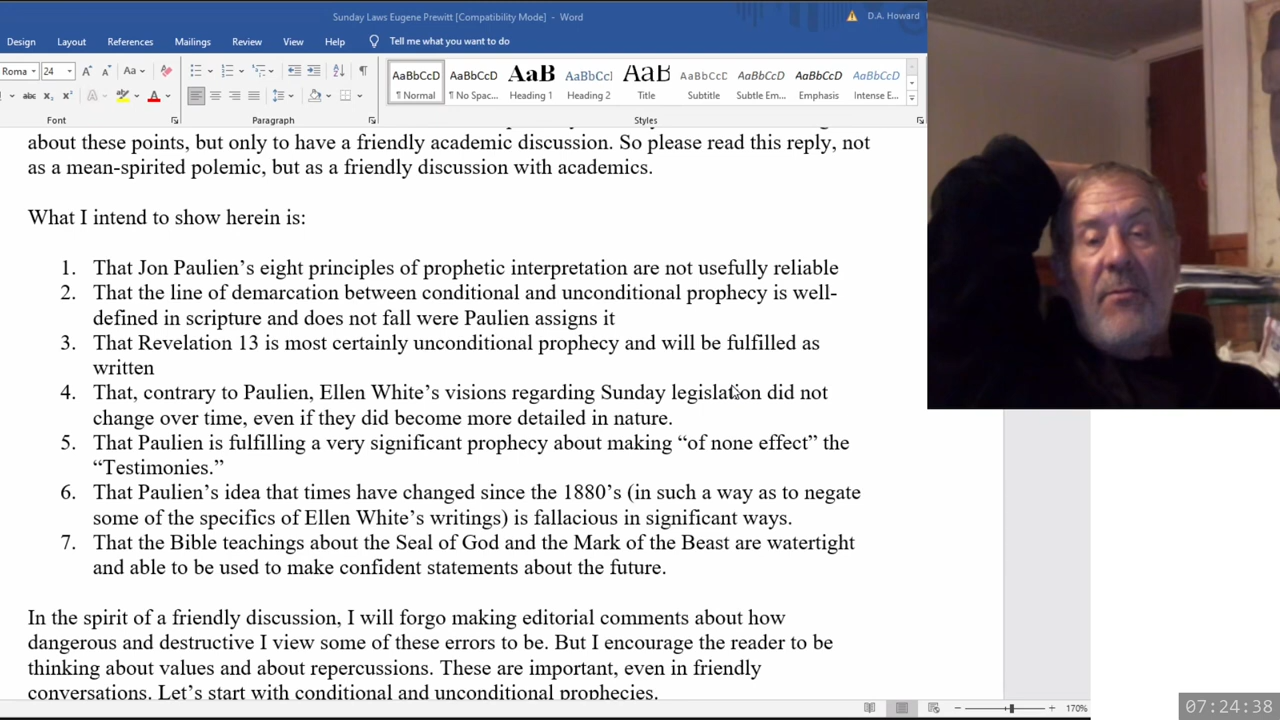 Sunday Laws Eugene Prewitt [Compatibility Mode] - Word
D.A. Howard
Design Layout References Mailings Review View Help Tell me what you want to do
Roma 24 Aa
AaBbCcD AaBbCcD AaB AaBbCcI AaB AaBbCcD AaBbCcD AaBbCcD AaBbCcD
¶ Normal ¶ No Spac... Heading 1 Heading 2 Title Subtitle Subtle Em... Emphasis Intense E...
Font Paragraph Styles
about these points, but only to have a friendly academic discussion. So please read this reply, not
as a mean-spirited polemic, but as a friendly discussion with academics.
What I intend to show herein is:
1. That Jon Paulien’s eight principles of prophetic interpretation are not usefully reliable
2. That the line of demarcation between conditional and unconditional prophecy is well-
defined in scripture and does not fall were Paulien assigns it
3. That Revelation 13 is most certainly unconditional prophecy and will be fulfilled as
written
4. That, contrary to Paulien, Ellen White’s visions regarding Sunday legislation did not
change over time, even if they did become more detailed in nature.
5. That Paulien is fulfilling a very significant prophecy about making “of none effect” the
“Testimonies.”
6. That Paulien’s idea that times have changed since the 1880’s (in such a way as to negate
some of the specifics of Ellen White’s writings) is fallacious in significant ways.
7. That the Bible teachings about the Seal of God and the Mark of the Beast are watertight
and able to be used to make confident statements about the future.
In the spirit of a friendly discussion, I will forgo making editorial comments about how
dangerous and destructive I view some of these errors to be. But I encourage the reader to be
thinking about values and about repercussions. These are important, even in friendly
conversations. Let’s start with conditional and unconditional prophecies.
170%
07:24:38